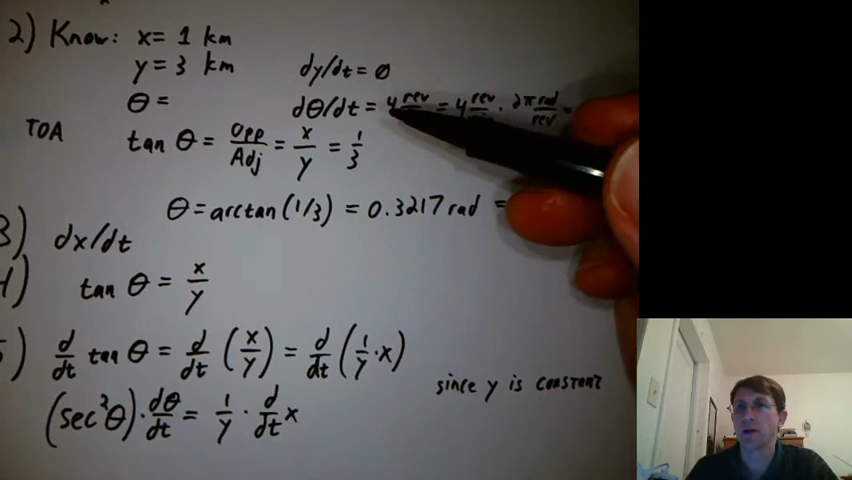 2) Know: x = 1 km
y = 3 km
dy/dt = 0
θ =
dθ/dt = 4 rev = 4 rev · 2π rad/rev =
TOA
tan θ = Opp/Adj = x/y = 1/3
θ = arctan (1/3) = 0.3217 rad =
3) dx/dt
4) tan θ = x/y
5) d/dt tan θ = d/dt (x/y) = d/dt (1/y · x)
since y is constant
(sec²θ) · dθ/dt = 1/y · d/dt x